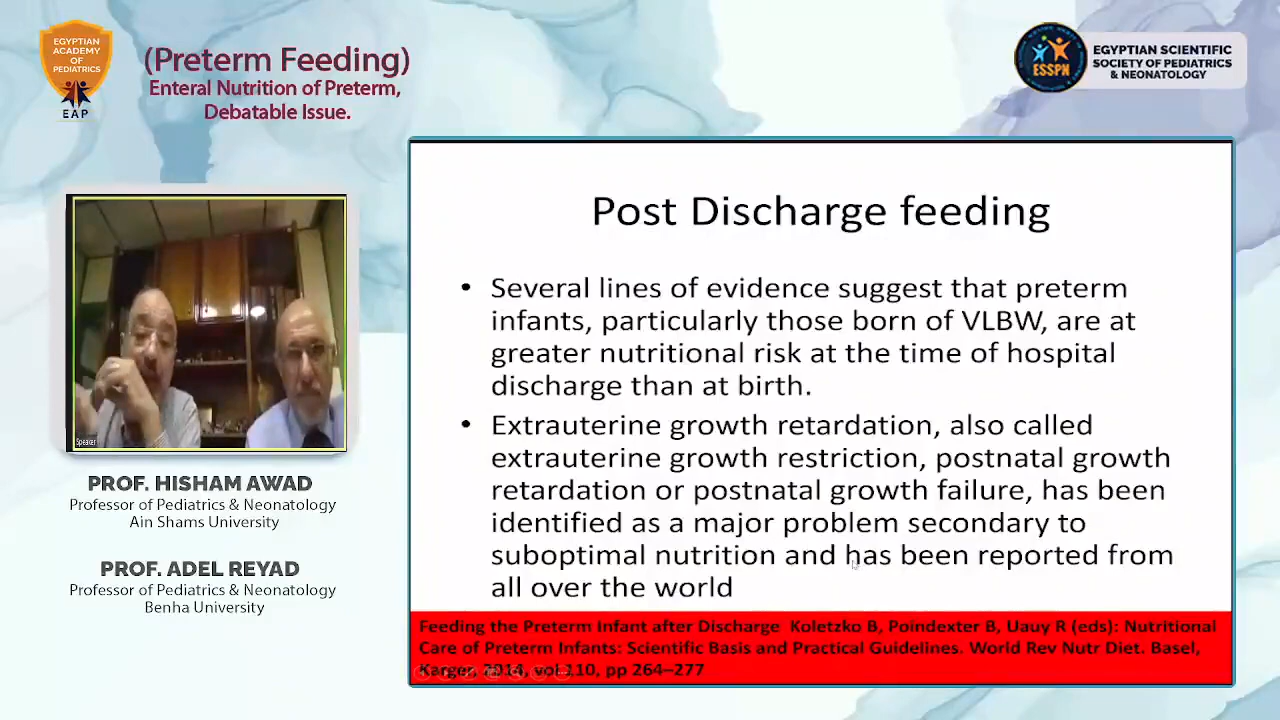 EGYPTIAN
ACADEMY
OF
PEDIATRICS
EAP
(Preterm Feeding)
Enteral Nutrition of Preterm,
Debatable Issue.
ESSPN
EGYPTIAN SCIENTIFIC
SOCIETY OF PEDIATRICS
& NEONATOLOGY
Speaker
PROF. HISHAM AWAD
Professor of Pediatrics & Neonatology
Ain Shams University
PROF. ADEL REYAD
Professor of Pediatrics & Neonatology
Benha University
Post Discharge feeding
• Several lines of evidence suggest that preterm
infants, particularly those born of VLBW, are at
greater nutritional risk at the time of hospital
discharge than at birth.
• Extrauterine growth retardation, also called
extrauterine growth restriction, postnatal growth
retardation or postnatal growth failure, has been
identified as a major problem secondary to
suboptimal nutrition and has been reported from
all over the world
Feeding the Preterm Infant after Discharge Koletzko B, Poindexter B, Uauy R (eds): Nutritional
Care of Preterm Infants: Scientific Basis and Practical Guidelines. World Rev Nutr Diet. Basel,
Karger, 2014, vol 110, pp 264–277